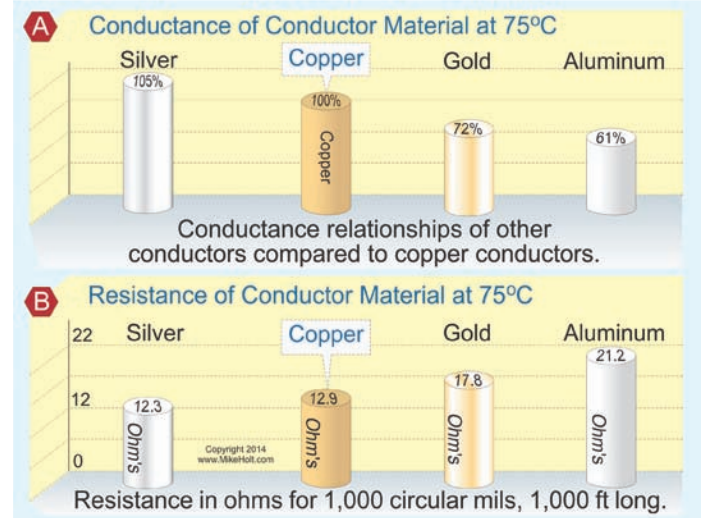 A Conductance of Conductor Material at 75ºC
Silver Copper Gold Aluminum
105% 100% 72% 61%
Copper
Conductance relationships of other
conductors compared to copper conductors.
B Resistance of Conductor Material at 75ºC
22 Silver Copper Gold Aluminum
12 12.3 12.9 17.8 21.2
0 Ohm's Ohm's Ohm's Ohm's
Copyright 2014
www.MikeHolt.com
Resistance in ohms for 1,000 circular mils, 1,000 ft long.